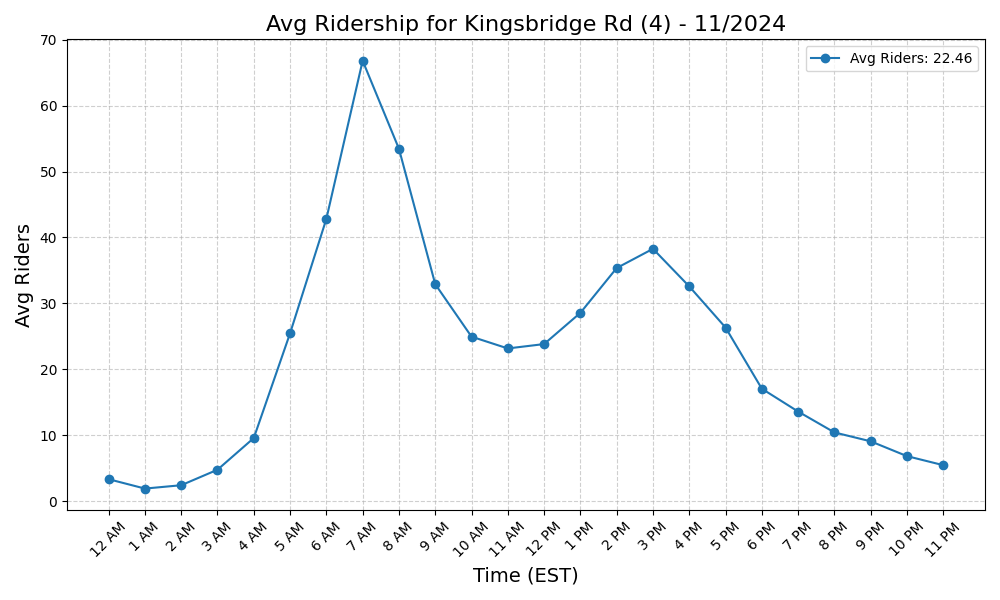 Avg Ridership for Kingsbridge Rd (4) - 11/2024
Avg Riders: 22.46
Avg Riders
70
60
50
40
30
20
10
0
12 AM
1 AM
2 AM
3 AM
4 AM
5 AM
6 AM
7 AM
8 AM
9 AM
10 AM
11 AM
12 PM
1 PM
2 PM
3 PM
4 PM
5 PM
6 PM
7 PM
8 PM
9 PM
10 PM
11 PM
Time (EST)